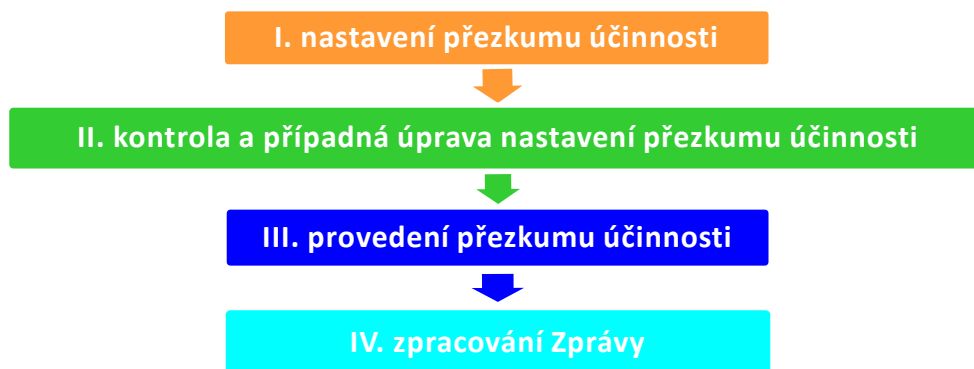 I. nastavení přezkumu účinnosti
II. kontrola a případná úprava nastavení přezkumu účinnosti
III. provedení přezkumu účinnosti
IV. zpracování Zprávy